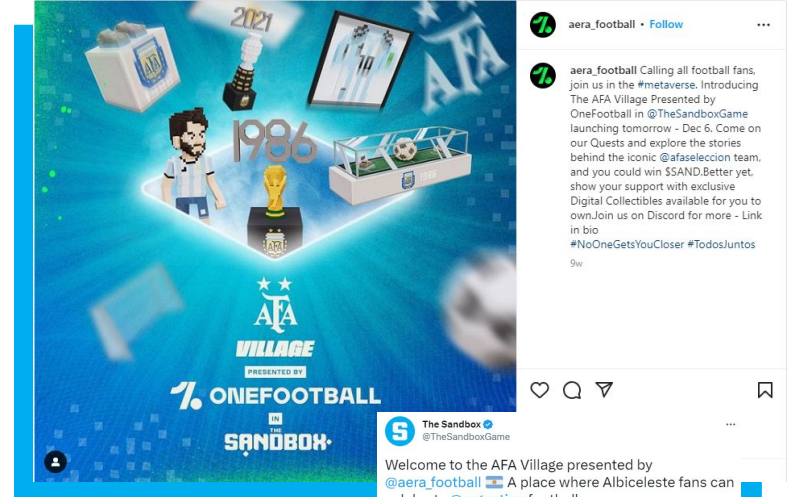 2021
AFA
10
AFA
1986
1986
AFA
AFA
VILLAGE
PRESENTED BY
ONEFOOTBALL
IN
THE
SANDBOX
aera_football • Follow
aera_football Calling all football fans,
join us in the #metaverse. Introducing
The AFA Village Presented by
OneFootball in @TheSandboxGame
launching tomorrow - Dec 6. Come on
our Quests and explore the stories
behind the iconic @afaseleccion team,
and you could win $SAND.Better yet,
show your support with exclusive
Digital Collectibles available for you to
own.Join us on Discord for more - Link
in bio
#NoOneGetsYouCloser #TodosJuntos
9w
The Sandbox
@TheSandboxGame
Welcome to the AFA Village presented by
@aera_football A place where Albiceleste fans can